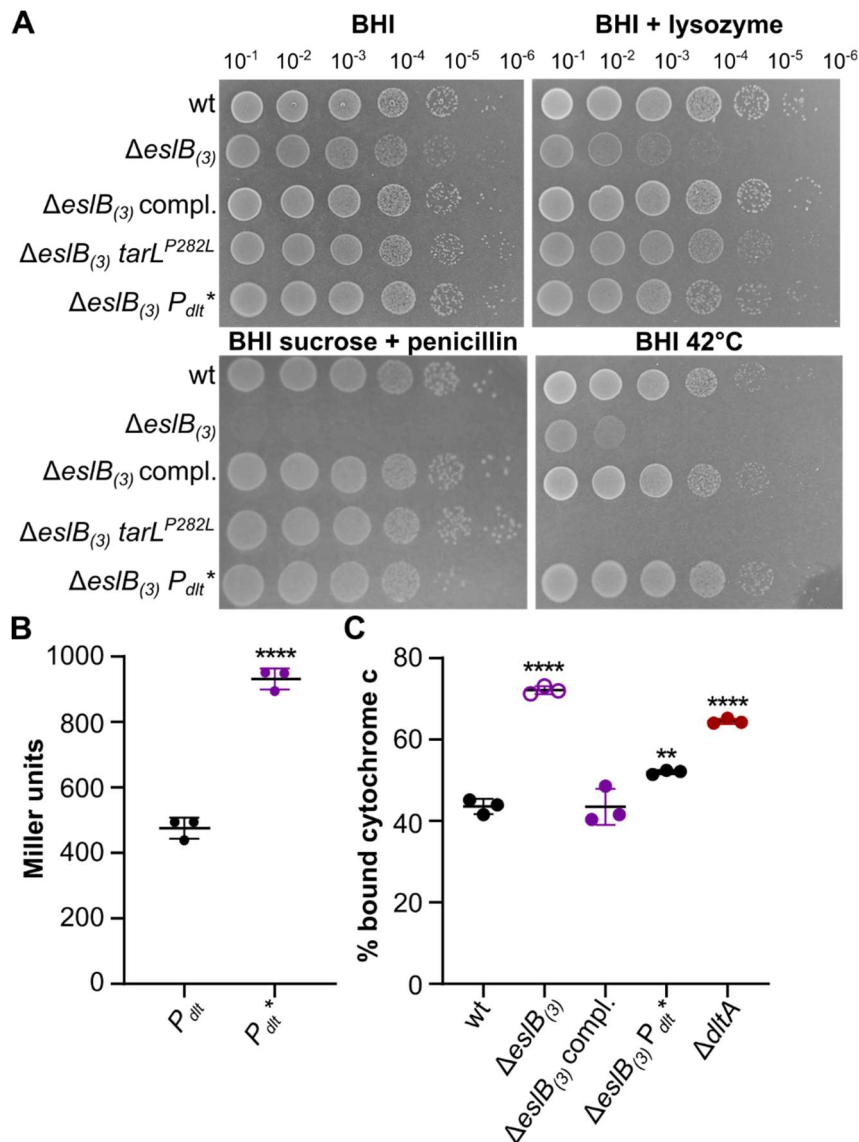 A
BHI BHI + lysozyme
10-1 10-2 10-3 10-4 10-5 10-6 10-1 10-2 10-3 10-4 10-5 10-6
wt
ΔeslB(3)
ΔeslB(3) compl.
ΔeslB(3) tarLP282L
ΔeslB(3) Pdlt*
BHI sucrose + penicillin BHI 42°C
wt
ΔeslB(3)
ΔeslB(3) compl.
ΔeslB(3) tarLP282L
ΔeslB(3) Pdlt*
B
Miller units
1000
800
600
400
200
0
****
Pdlt
Pdlt*
C
% bound cytochrome c
80
60
40
20
0
****
**
****
wt
ΔeslB(3)
ΔeslB(3) compl.
ΔeslB(3) Pdlt*
ΔdltA